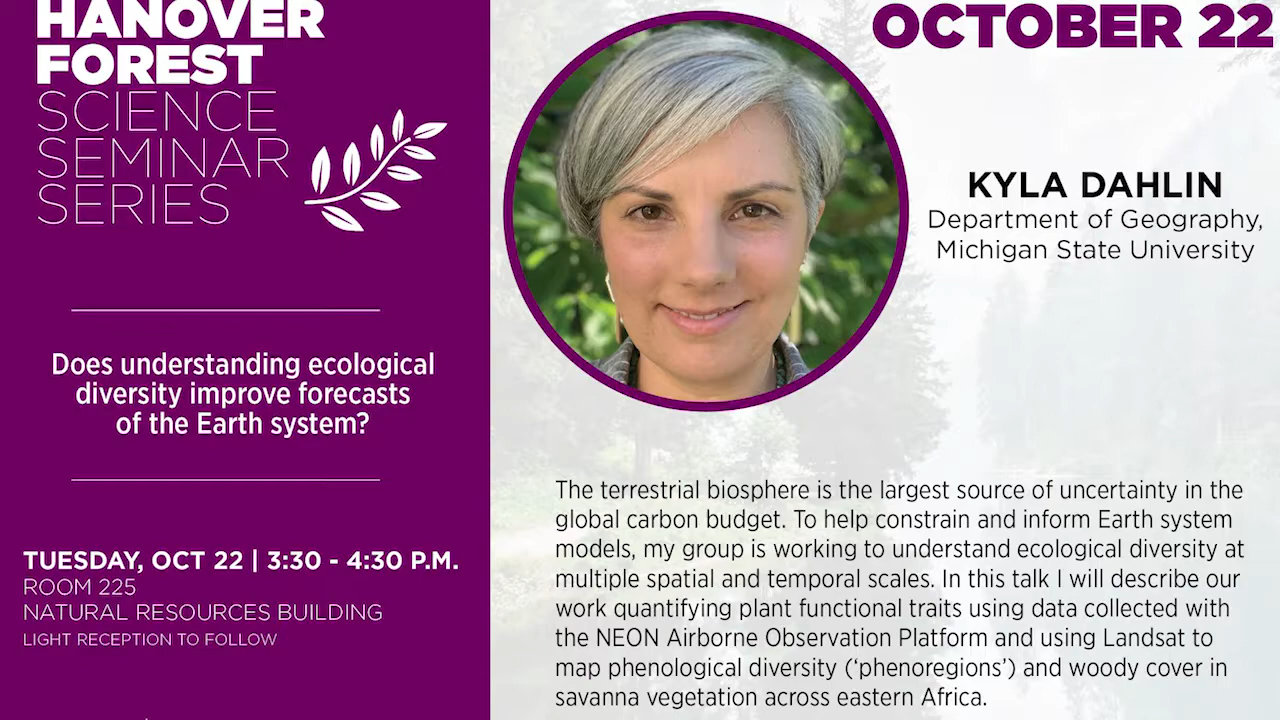 HANOVER
FOREST
SCIENCE
SEMINAR
SERIES
Does understanding ecological
diversity improve forecasts
of the Earth system?
TUESDAY, OCT 22 | 3:30 - 4:30 P.M.
ROOM 225
NATURAL RESOURCES BUILDING
LIGHT RECEPTION TO FOLLOW
OCTOBER 22
KYLA DAHLIN
Department of Geography,
Michigan State University
The terrestrial biosphere is the largest source of uncertainty in the
global carbon budget. To help constrain and inform Earth system
models, my group is working to understand ecological diversity at
multiple spatial and temporal scales. In this talk I will describe our
work quantifying plant functional traits using data collected with
the NEON Airborne Observation Platform and using Landsat to
map phenological diversity (‘phenoregions’) and woody cover in
savanna vegetation across eastern Africa.